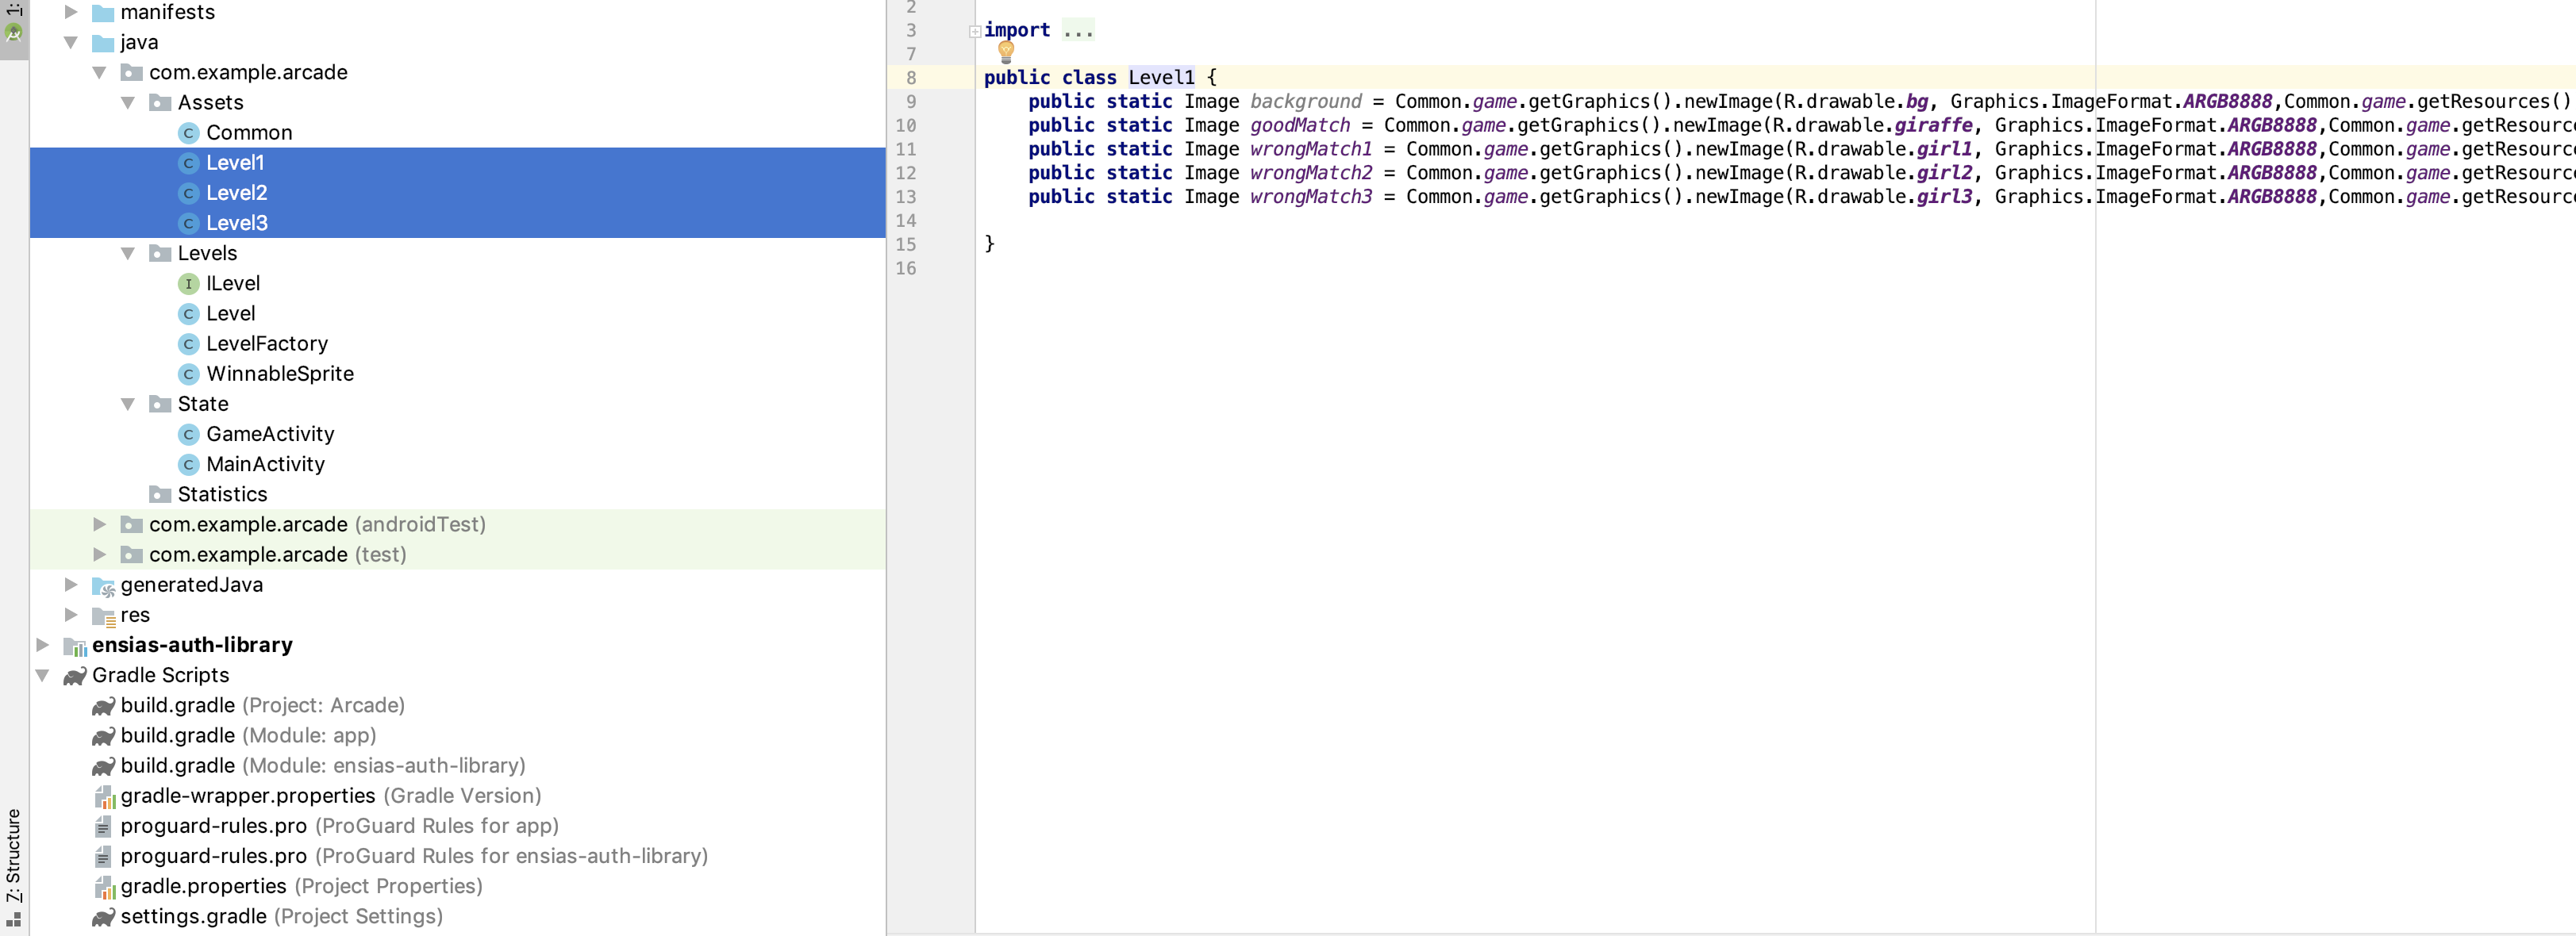 1:
manifests
java
com.example.arcade
Assets
Common
Level1
Level2
Level3
Levels
ILevel
Level
LevelFactory
WinnableSprite
State
GameActivity
MainActivity
Statistics
com.example.arcade (androidTest)
com.example.arcade (test)
generatedJava
res
ensias-auth-library
Gradle Scripts
build.gradle (Project: Arcade)
build.gradle (Module: app)
build.gradle (Module: ensias-auth-library)
gradle-wrapper.properties (Gradle Version)
proguard-rules.pro (ProGuard Rules for app)
proguard-rules.pro (ProGuard Rules for ensias-auth-library)
gradle.properties (Project Properties)
settings.gradle (Project Settings)
Z: Structure
2
3 import ...
7
8 public class Level1 {
9 public static Image background = Common.game.getGraphics().newImage(R.drawable.bg, Graphics.ImageFormat.ARGB8888,Common.game.getResources()
10 public static Image goodMatch = Common.game.getGraphics().newImage(R.drawable.giraffe, Graphics.ImageFormat.ARGB8888,Common.game.getResourc
11 public static Image wrongMatch1 = Common.game.getGraphics().newImage(R.drawable.girl1, Graphics.ImageFormat.ARGB8888,Common.game.getResourc
12 public static Image wrongMatch2 = Common.game.getGraphics().newImage(R.drawable.girl2, Graphics.ImageFormat.ARGB8888,Common.game.getResourc
13 public static Image wrongMatch3 = Common.game.getGraphics().newImage(R.drawable.girl3, Graphics.ImageFormat.ARGB8888,Common.game.getResourc
14
15 }
16